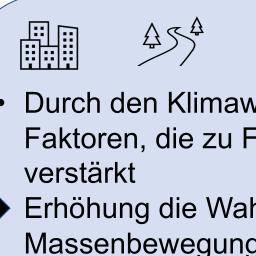 • Durch den Klimaw
Faktoren, die zu F
verstärkt
Erhöhung die Wah
Massenbewegung